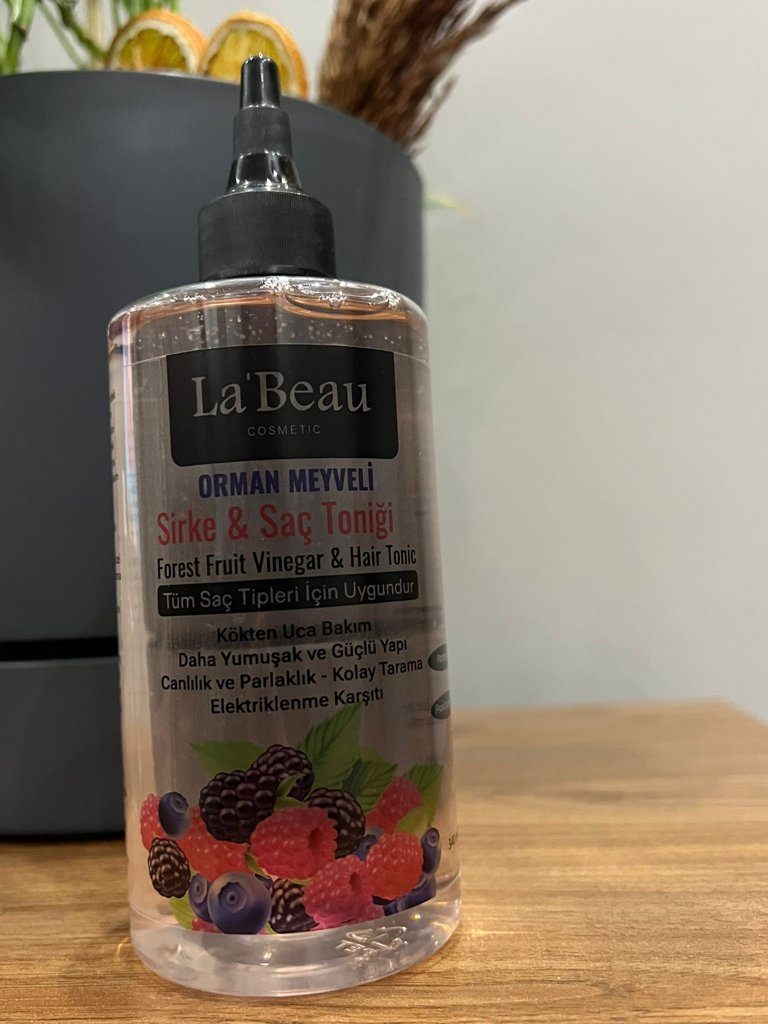 La'Beau
COSMETIC
ORMAN MEYVELİ
Sirke & Saç Toniği
Forest Fruit Vinegar & Hair Tonic
Tüm Saç Tipleri İçin Uygundur
Kökten Uca Bakım
Daha Yumuşak ve Güçlü Yapı
Canlılık ve Parlaklık - Kolay Tarama
Elektriklenme Karşıtı